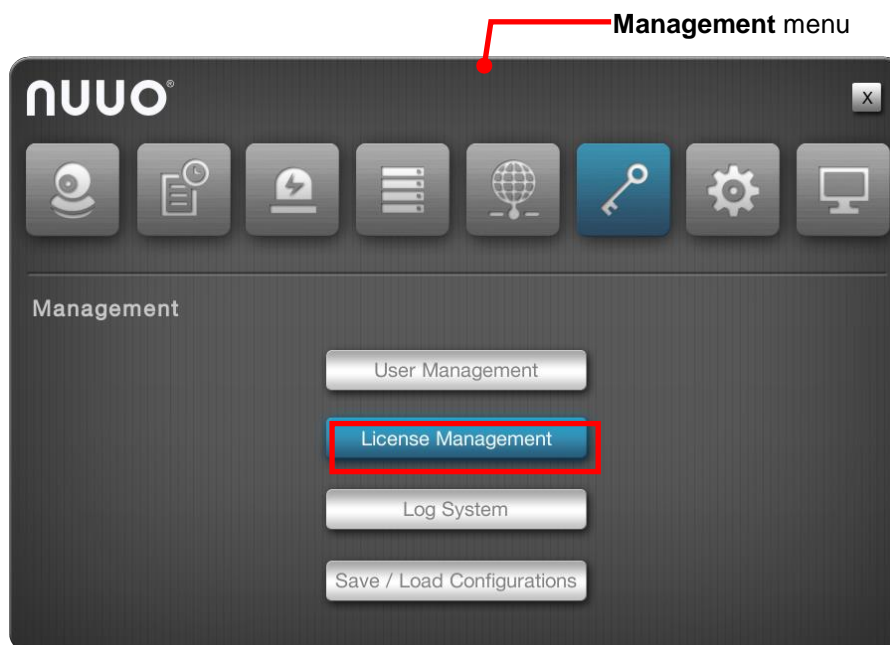 Management menu
nuuo®
X
Management
User Management
License Management
Log System
Save / Load Configurations